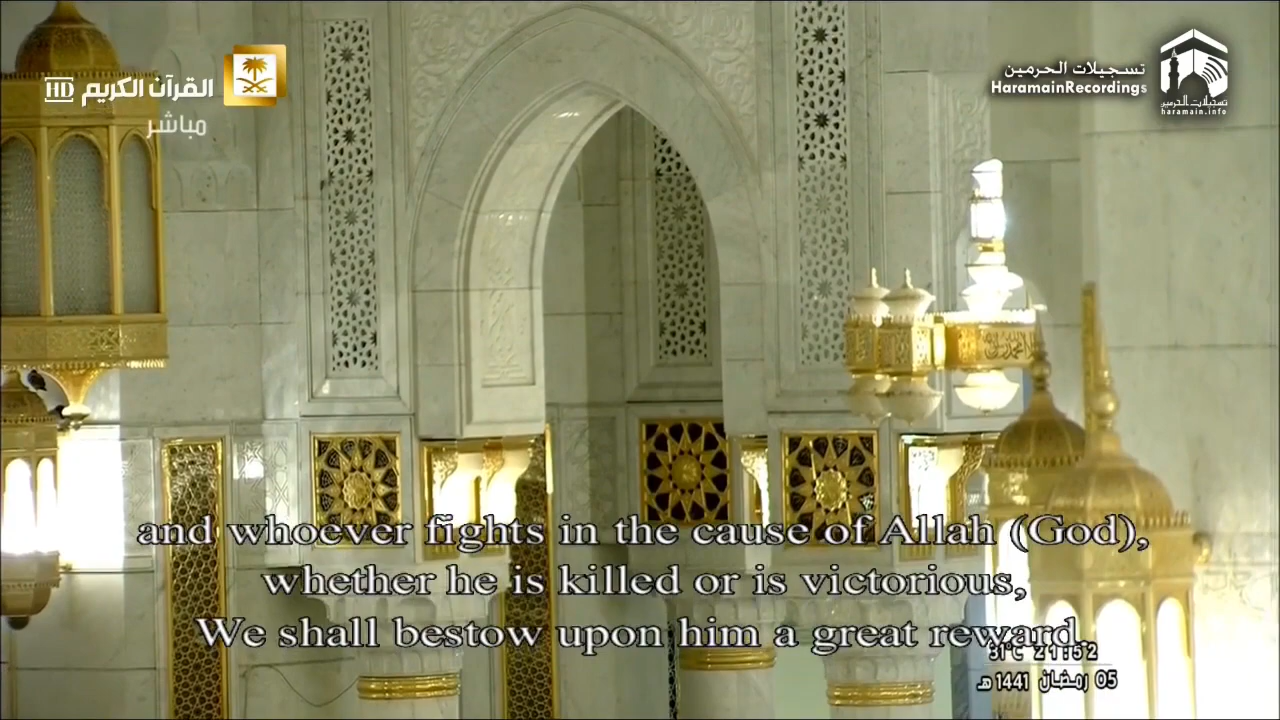 القرآن الكريم HD
مباشر
تسجيلات الحرمين
HaramainRecordings
تسجيلات الحرمين
haramain.info
and whoever fights in the cause of Allah (God),
whether he is killed or is victorious,
We shall bestow upon him a great reward.
31°C 21:52
05 رمضان 1441 هـ